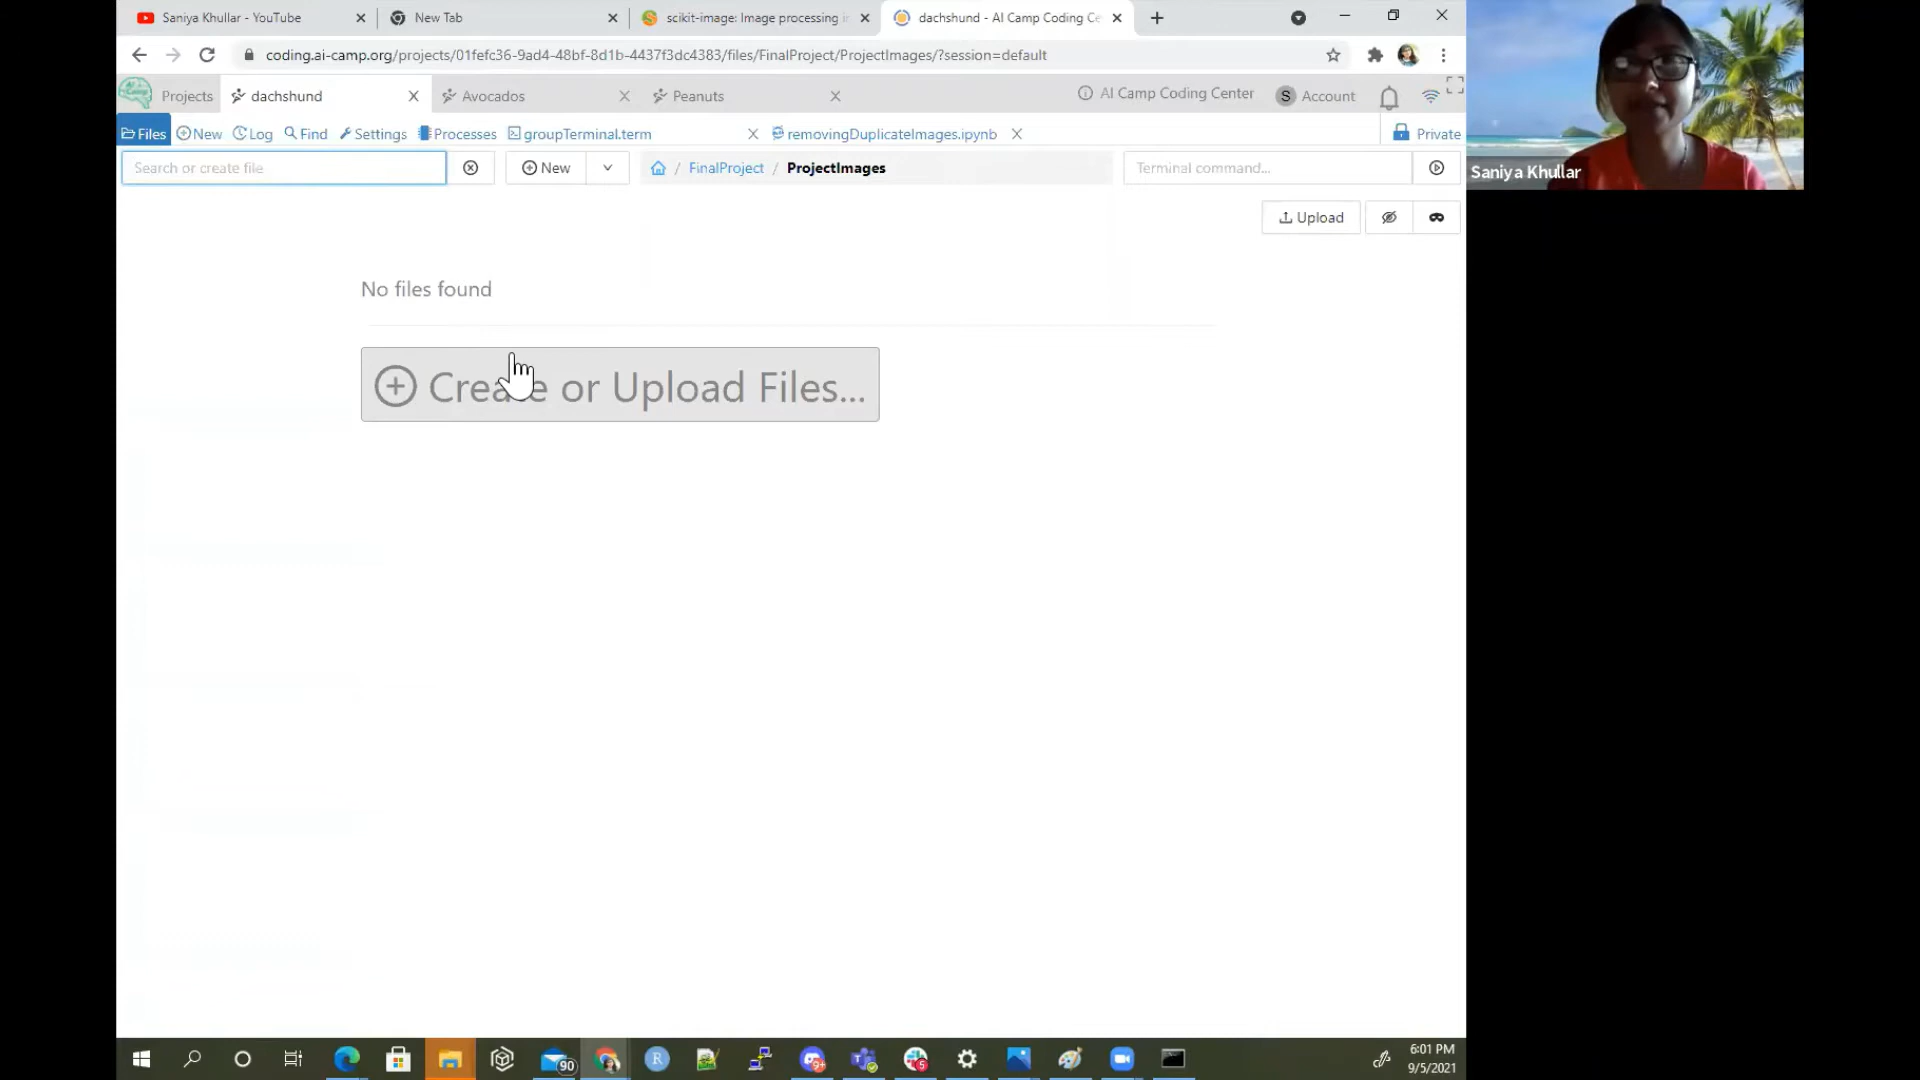 Saniya Khullar - YouTube
New Tab
scikit-image: Image processing i
dachshund - AI Camp Coding Ce
coding.ai-camp.org/projects/01fefc36-9ad4-48bf-8d1b-4437f3dc4383/files/FinalProject/ProjectImages/?session=default
Projects
dachshund
Avocados
Peanuts
AI Camp Coding Center
S Account
Files
New
Log
Find
Settings
Processes
groupTerminal.term
removingDuplicateImages.ipynb
Private
Search or create file
New
/ FinalProject / ProjectImages
Terminal command...
Saniya Khullar
Upload
No files found
Create or Upload Files...
90
9+
5
6:01 PM
9/5/2021